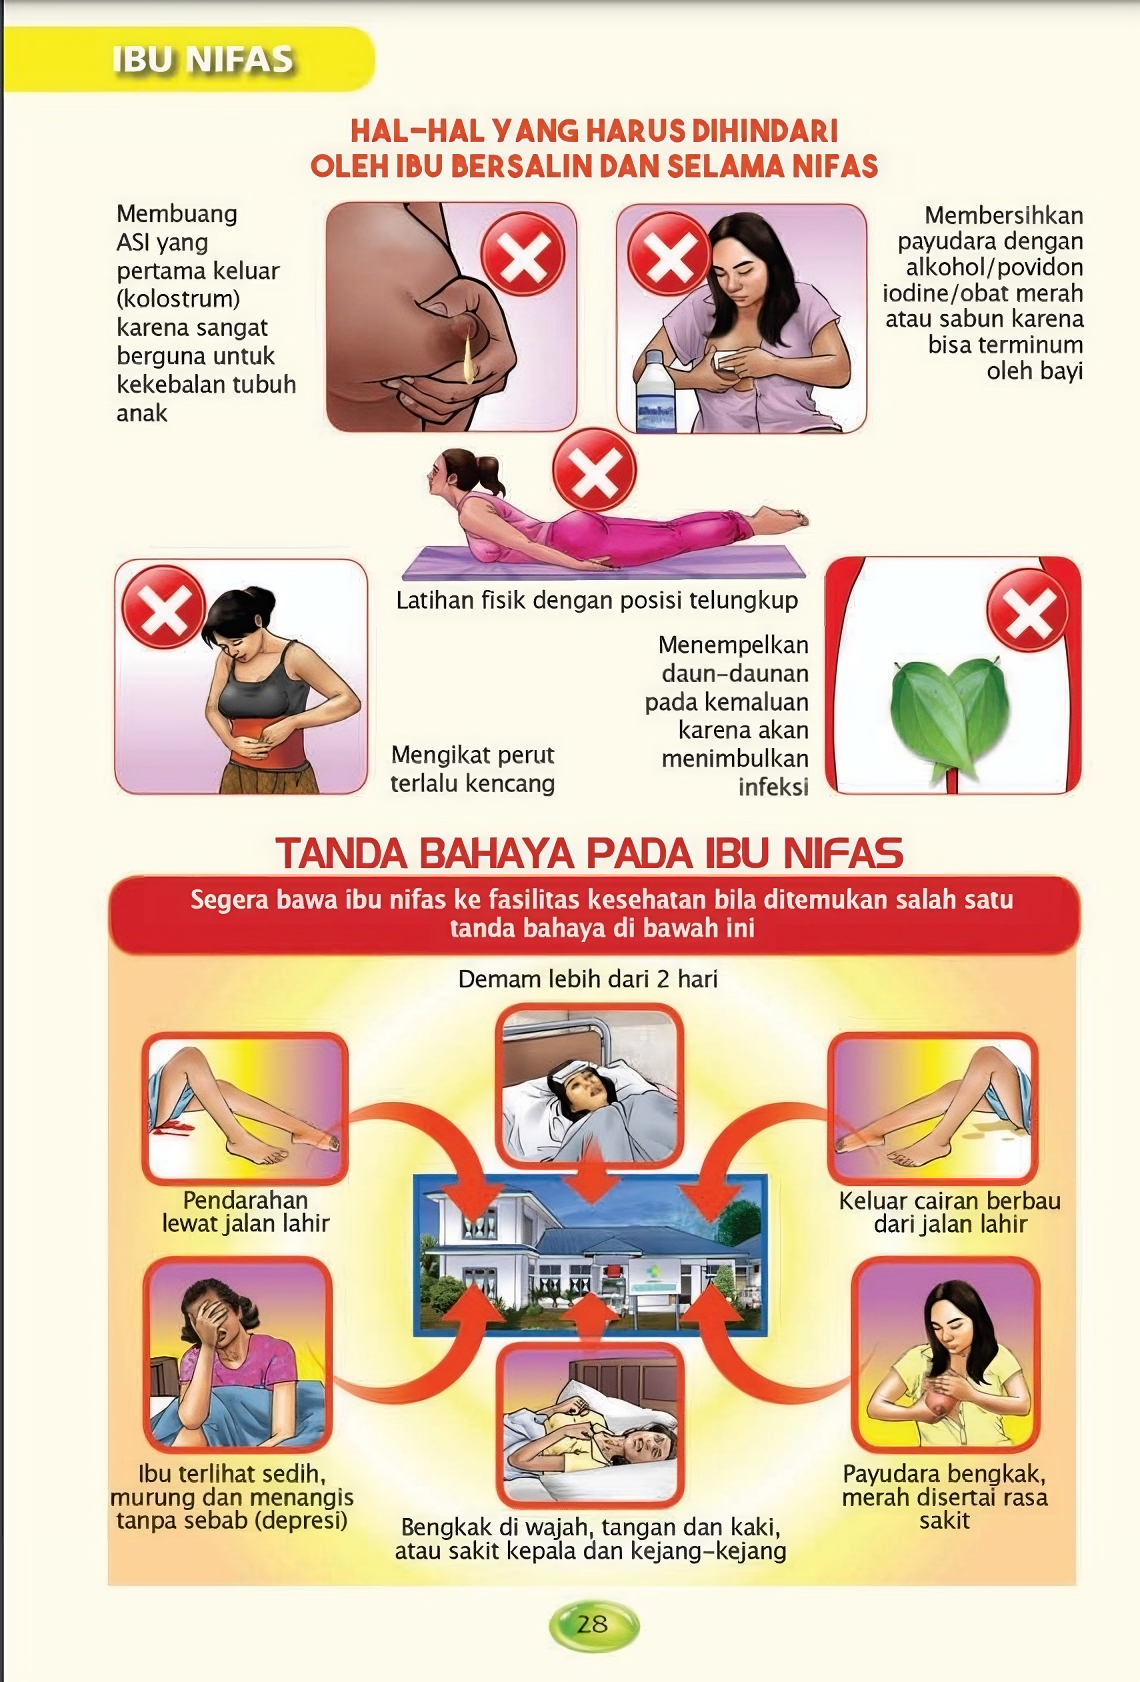 IBU NIFAS
HAL-HAL YANG HARUS DIHINDARI
OLEH IBU BERSALIN DAN SELAMA NIFAS
Membuang
ASI yang
pertama keluar
(kolostrum)
karena sangat
berguna untuk
kekebalan tubuh
anak
Membersihkan
payudara dengan
alkohol/povidon
iodine/obat merah
atau sabun karena
bisa terminum
oleh bayi
Latihan fisik dengan posisi telungkup
Mengikat perut
terlalu kencang
Menempelkan
daun-daunan
pada kemaluan
karena akan
menimbulkan
infeksi
TANDA BAHAYA PADA IBU NIFAS
Segera bawa ibu nifas ke fasilitas kesehatan bila ditemukan salah satu
tanda bahaya di bawah ini
Demam lebih dari 2 hari
Pendarahan
lewat jalan lahir
Keluar cairan berbau
dari jalan lahir
Ibu terlihat sedih,
murung dan menangis
tanpa sebab (depresi)
Bengkak di wajah, tangan dan kaki,
atau sakit kepala dan kejang-kejang
Payudara bengkak,
merah disertai rasa
sakit
28